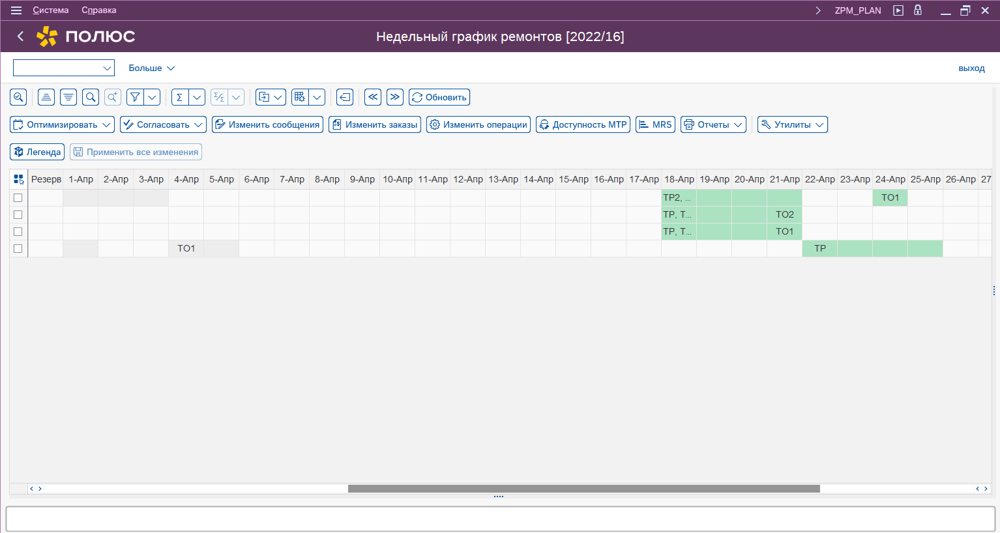 Система Справка ZPM_PLAN
ПОЛЮС Недельный график ремонтов [2022/16]
Больше выход
Обновить
Оптимизировать Согласовать Изменить сообщения Изменить заказы Изменить операции Доступность МТР MRS Отчеты Утилиты
Легенда Применить все изменения
Резерв 1-Апр 2-Апр 3-Апр 4-Апр 5-Апр 6-Апр 7-Апр 8-Апр 9-Апр 10-Апр 11-Апр 12-Апр 13-Апр 14-Апр 15-Апр 16-Апр 17-Апр 18-Апр 19-Апр 20-Апр 21-Апр 22-Апр 23-Апр 24-Апр 25-Апр 26-Апр 27
ТР2, ... ТО1
ТР, Т... ТО2
ТР, Т... ТО1
ТО1 ТР